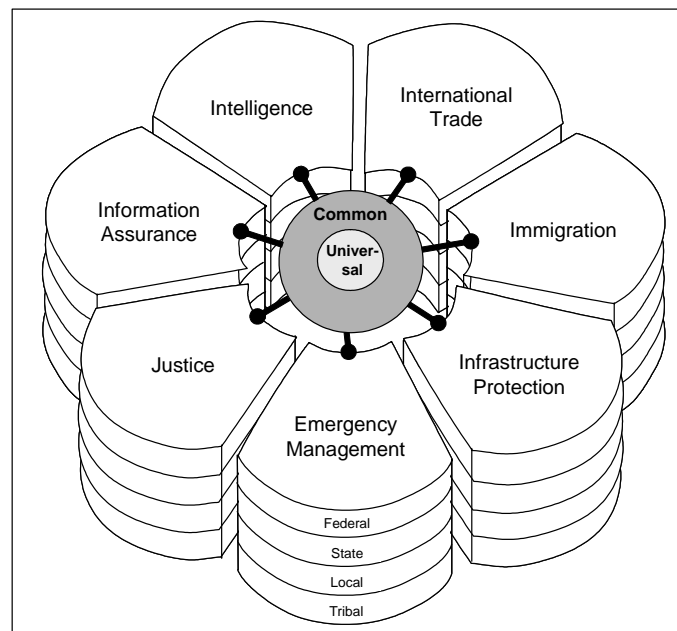 Intelligence
International
Trade
Information
Assurance
Common
Univer-
sal
Immigration
Justice
Infrastructure
Protection
Emergency
Management
Federal
State
Local
Tribal